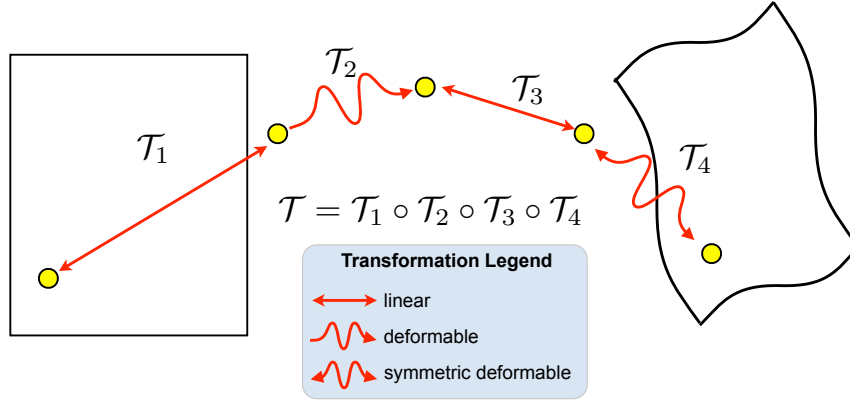 𝒯₂
𝒯₃
𝒯₁
𝒯₄
𝒯 = 𝒯₁ ∘ 𝒯₂ ∘ 𝒯₃ ∘ 𝒯₄
Transformation Legend
linear
deformable
symmetric deformable